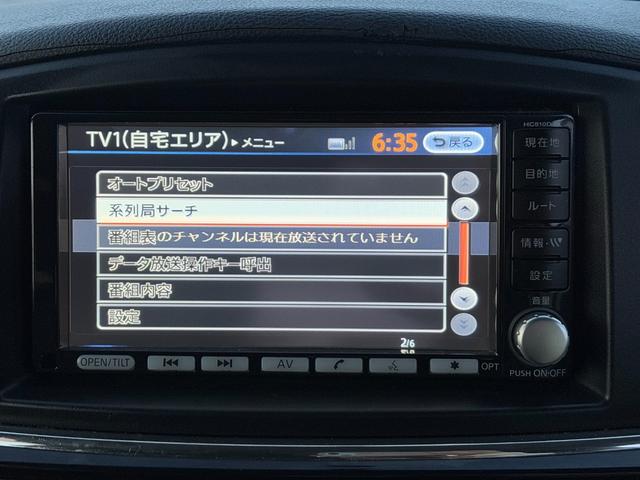 HC510D
TV1(自宅エリア)▶メニュー
6:35
戻る
オートプリセット
系列局サーチ
番組表のチャンネルは現在放送されていません
データ放送操作キー呼出
番組内容
設定
2/6
現在地
目的地
ルート
情報・
設定
音量
PUSH ON·OFF
OPEN/TILT
AV
OPT